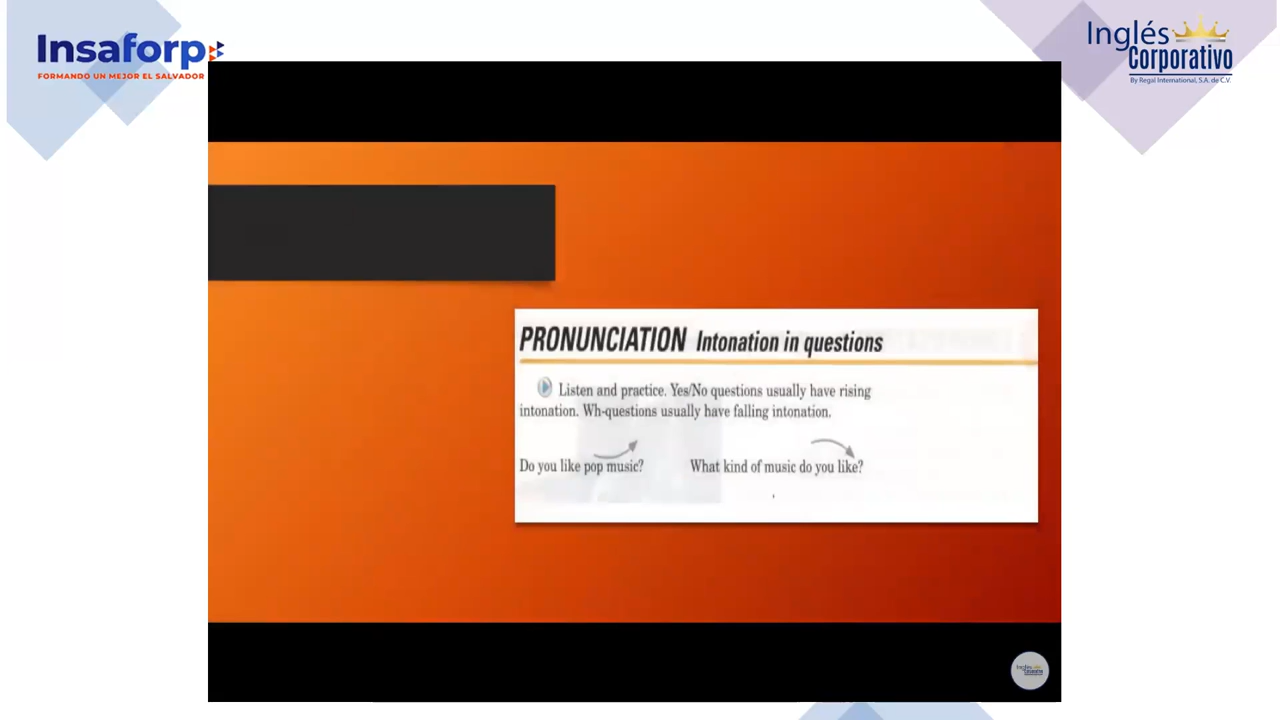 Insaforp
FORMANDO UN MEJOR EL SALVADOR
Inglés
Corporativo
By Regal International, S.A. de C.V.
PRONUNCIATION Intonation in questions
Listen and practice. Yes/No questions usually have rising
intonation. Wh-questions usually have falling intonation.
Do you like pop music? What kind of music do you like?
Inglés
Corporativo